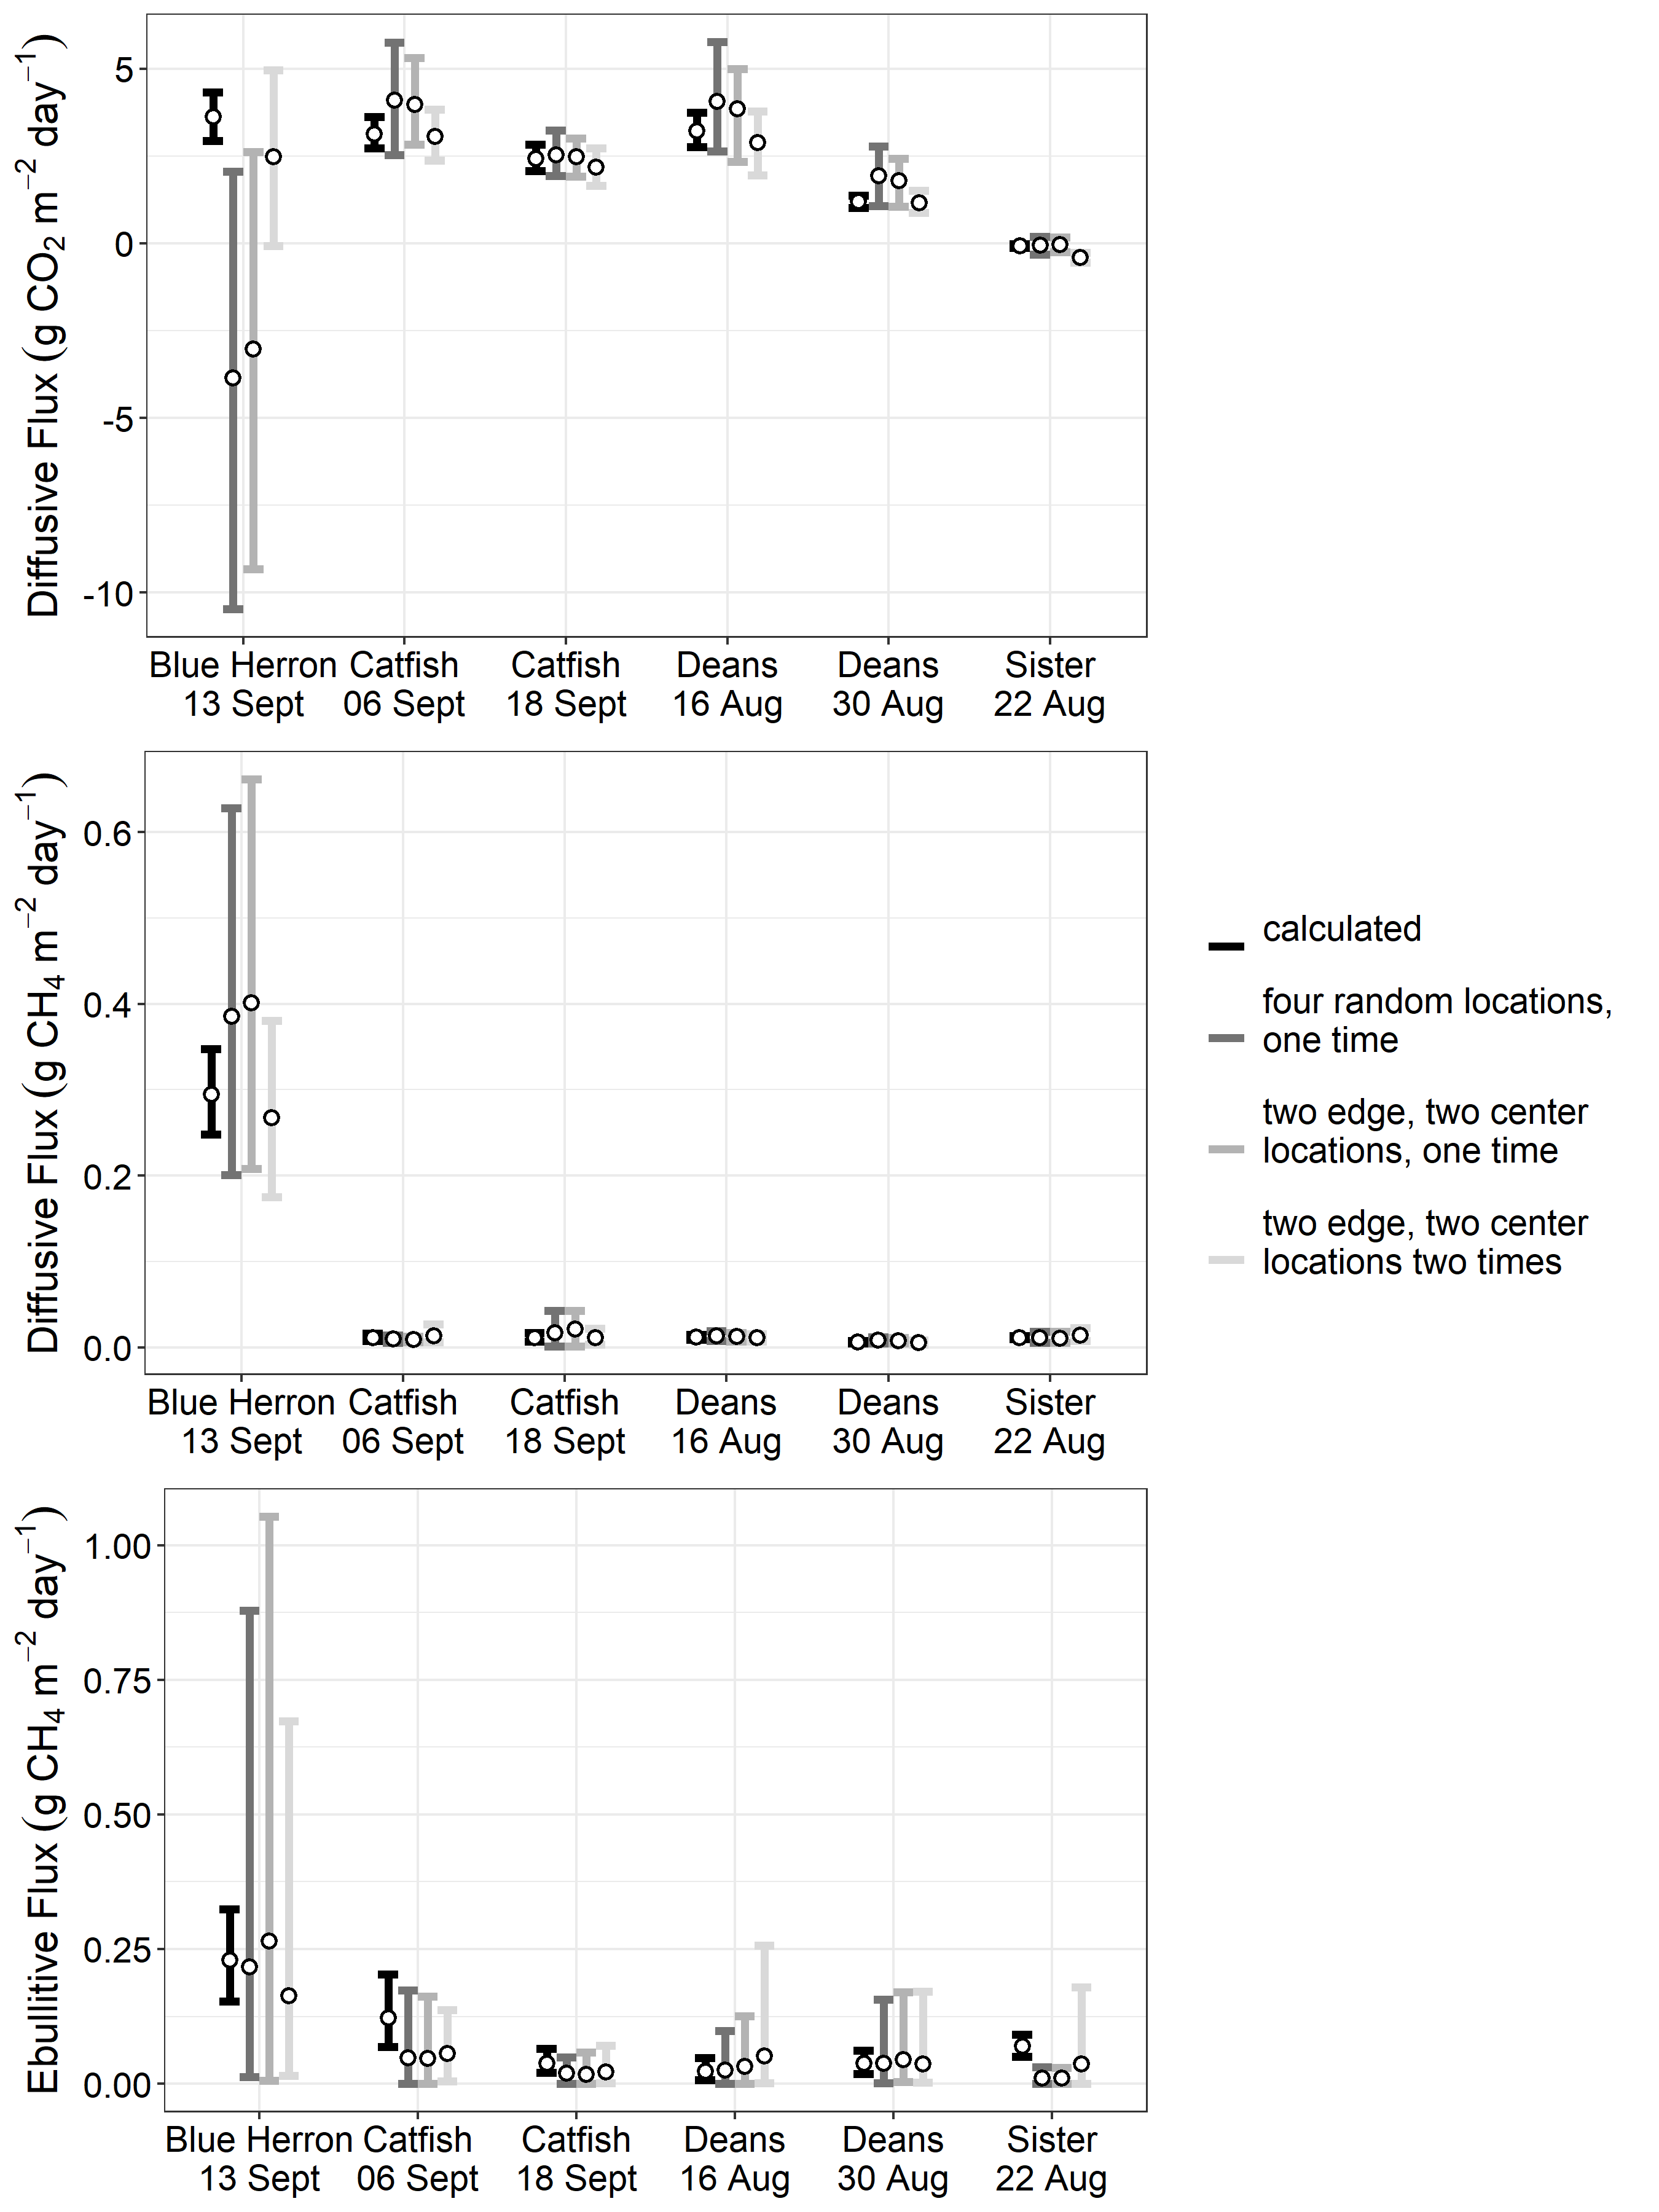 Diffusive Flux (g CO₂ m⁻² day⁻¹)
5
0
-5
-10
Blue Herron Catfish Catfish Deans Deans Sister
13 Sept 06 Sept 18 Sept 16 Aug 30 Aug 22 Aug
Diffusive Flux (g CH₄ m⁻² day⁻¹)
0.6
0.4
0.2
0.0
Blue Herron Catfish Catfish Deans Deans Sister
13 Sept 06 Sept 18 Sept 16 Aug 30 Aug 22 Aug
calculated
four random locations,
one time
two edge, two center
locations, one time
two edge, two center
locations two times
Ebullitive Flux (g CH₄ m⁻² day⁻¹)
1.00
0.75
0.50
0.25
0.00
Blue Herron Catfish Catfish Deans Deans Sister
13 Sept 06 Sept 18 Sept 16 Aug 30 Aug 22 Aug